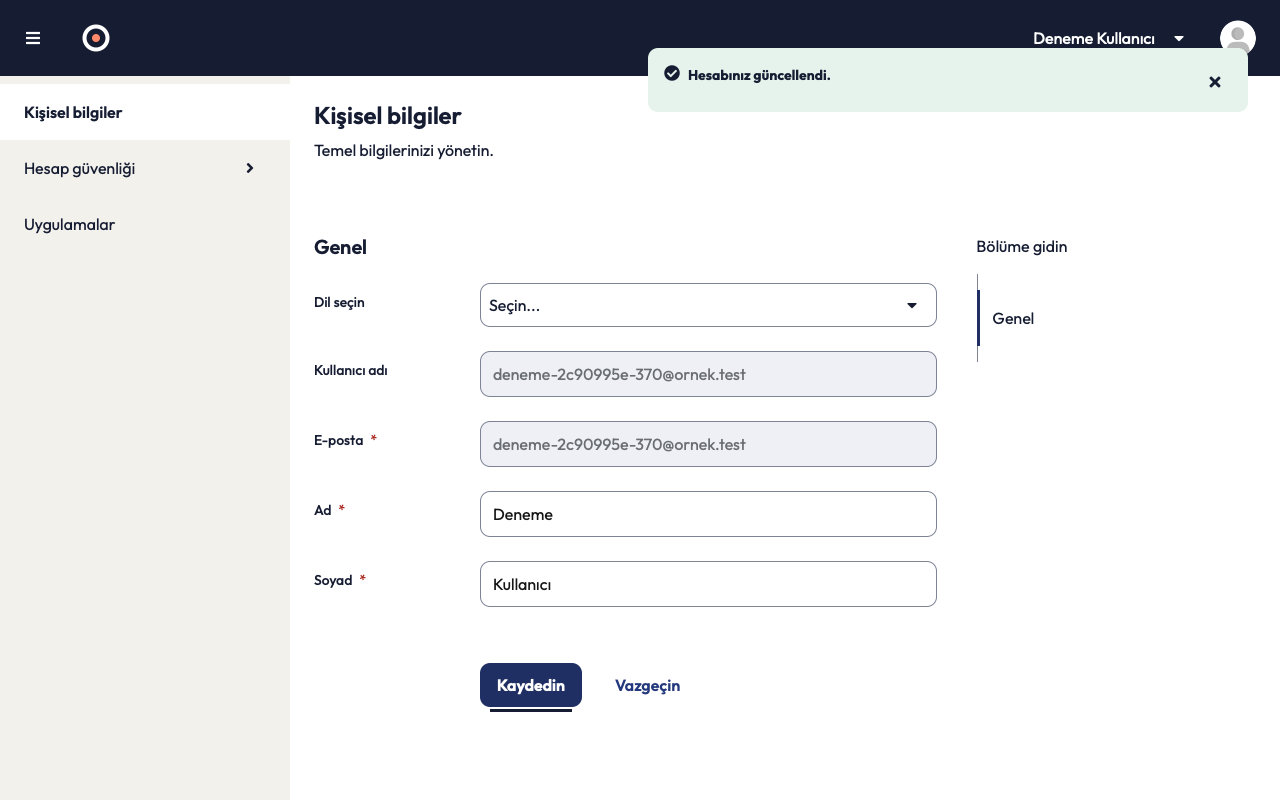 Deneme Kullanıcı
Hesabınız güncellendi.
Kişisel bilgiler
Hesap güvenliği
Uygulamalar
Kişisel bilgiler
Temel bilgilerinizi yönetin.
Genel
Dil seçin
Seçin...
Kullanıcı adı
deneme-2c90995e-370@ornek.test
E-posta *
deneme-2c90995e-370@ornek.test
Ad *
Deneme
Soyad *
Kullanıcı
Kaydedin
Vazgeçin
Bölüme gidin
Genel